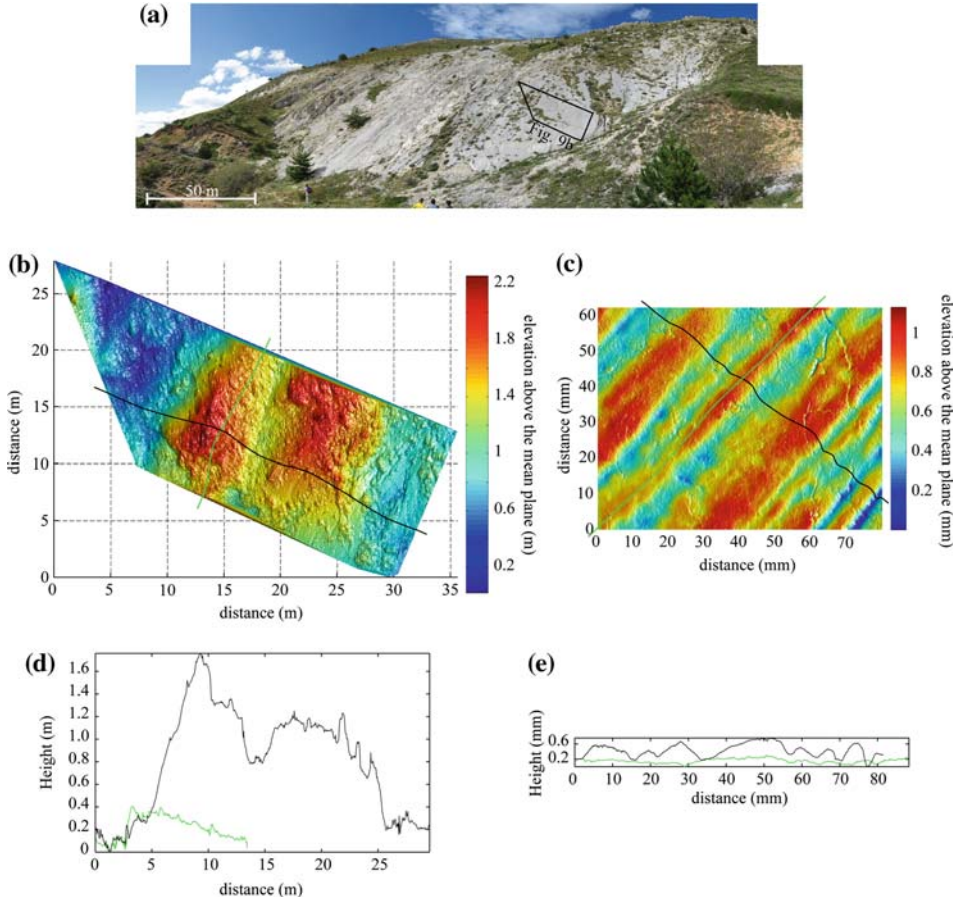 (a)
Fig. 9b
50 m
(b)
25
20
15
10
5
0
distance (m)
0 5 10 15 20 25 30 35
distance (m)
2.2
1.8
1.4
1
0.6
0.2
elevation above the mean plane (m)
(c)
60
50
40
30
20
10
0
distance (mm)
0 10 20 30 40 50 60 70
distance (mm)
1
0.8
0.6
0.4
0.2
elevation above the mean plane (mm)
(d)
1.6
1.4
1.2
1.0
0.8
0.6
0.4
0.2
0
Height (m)
0 5 10 15 20 25
distance (m)
(e)
0.6
0.2
Height (mm)
0 10 20 30 40 50 60 70 80
distance (mm)